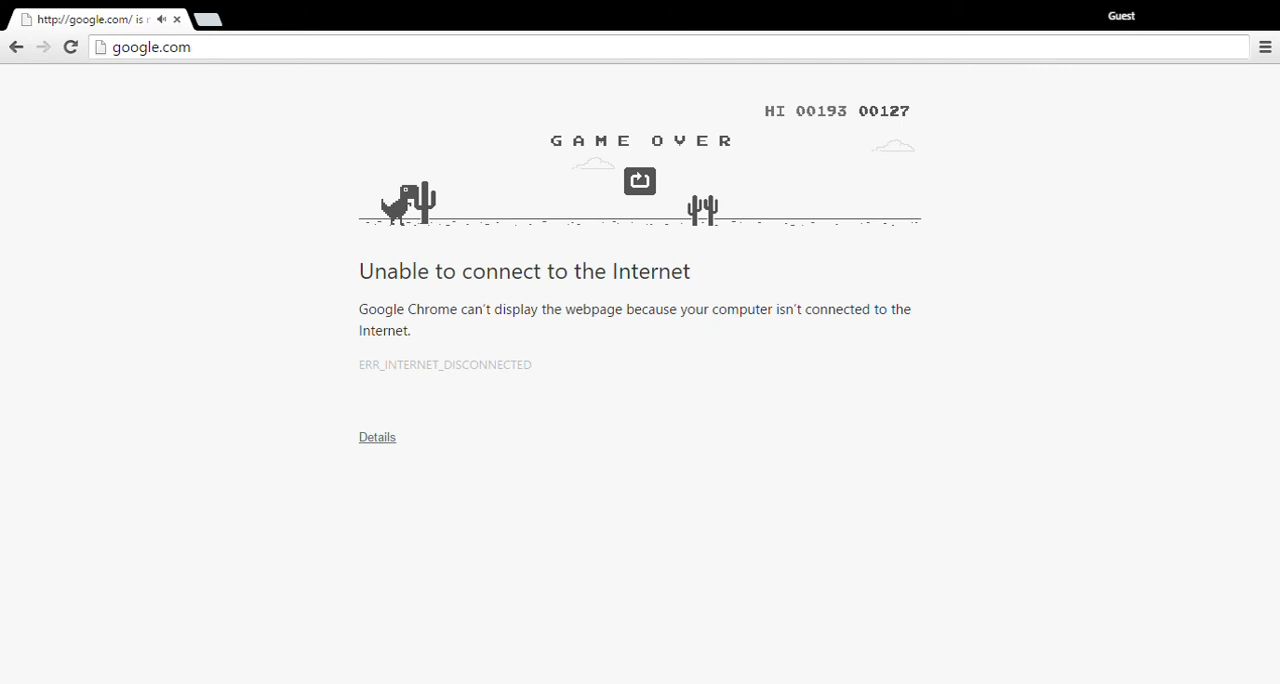 http://google.com/ is
Guest
google.com
HI 00193 00127
GAME OVER
Unable to connect to the Internet
Google Chrome can't display the webpage because your computer isn't connected to the
Internet.
ERR_INTERNET_DISCONNECTED
Details